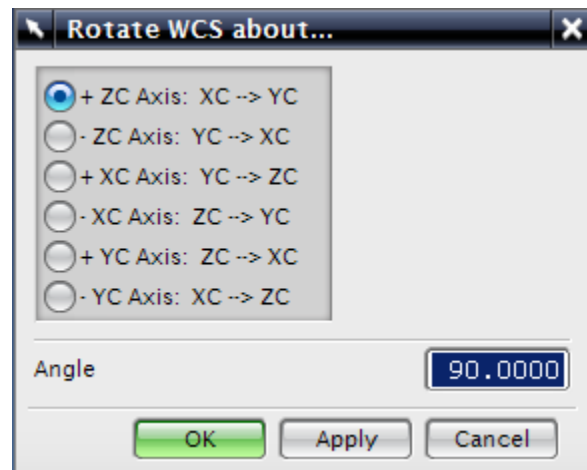 Rotate WCS about...
+ ZC Axis: XC --> YC
- ZC Axis: YC --> XC
+ XC Axis: YC --> ZC
- XC Axis: ZC --> YC
+ YC Axis: ZC --> XC
- YC Axis: XC --> ZC
Angle 90.0000
OK Apply Cancel